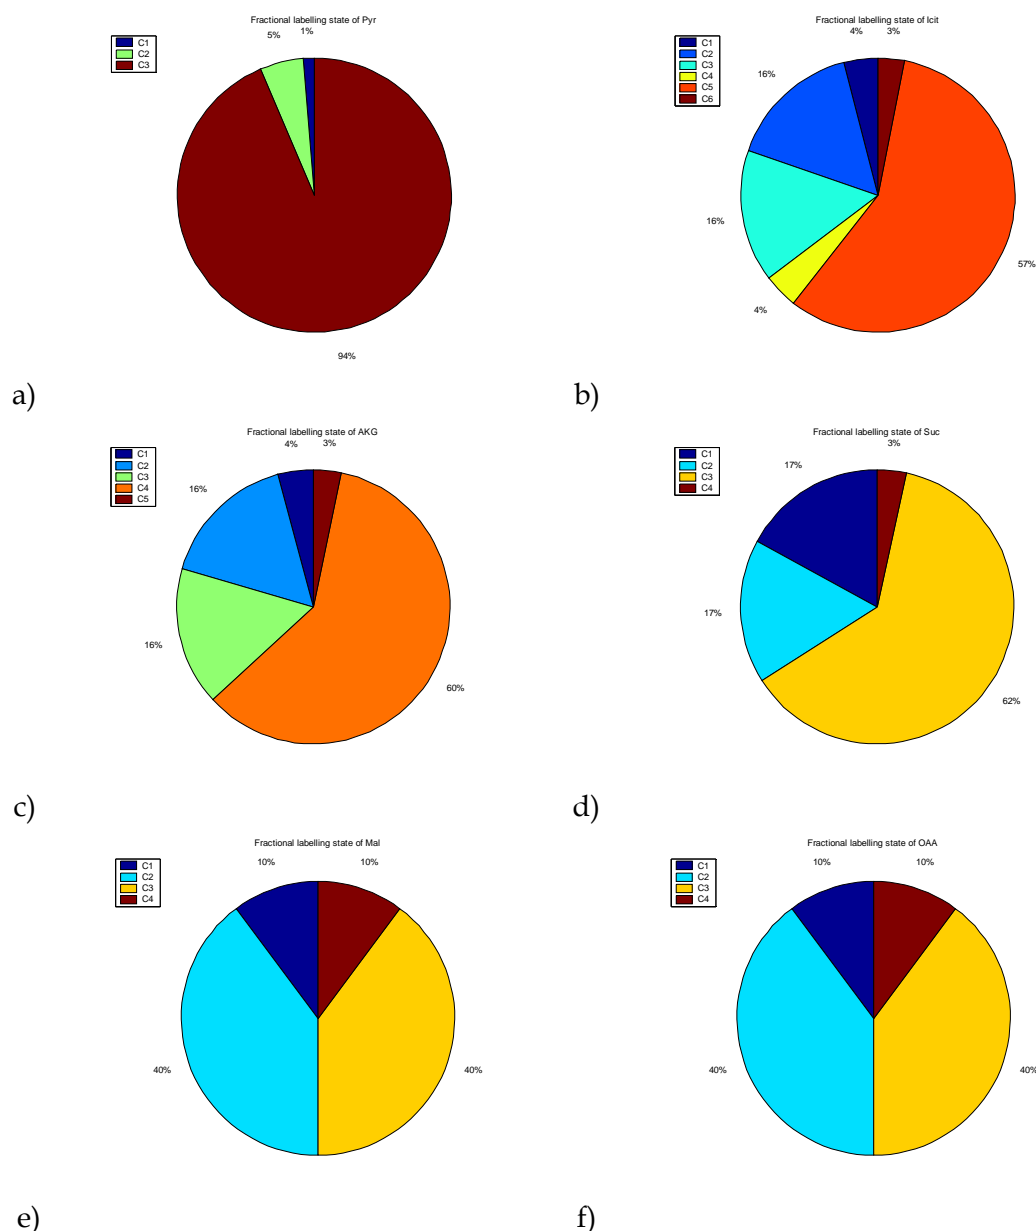 Fractional labelling state of Pyr
5%
1%
C1
C2
C3
94%
a)
Fractional labelling state of Icit
4%
3%
C1
C2
C3
C4
C5
C6
16%
16%
57%
4%
b)
Fractional labelling state of AKG
4%
3%
C1
C2
C3
C4
C5
16%
16%
60%
c)
Fractional labelling state of Suc
3%
17%
C1
C2
C3
C4
17%
62%
d)
Fractional labelling state of Mal
10%
10%
C1
C2
C3
C4
40%
40%
e)
Fractional labelling state of OAA
10%
10%
C1
C2
C3
C4
40%
40%
f)